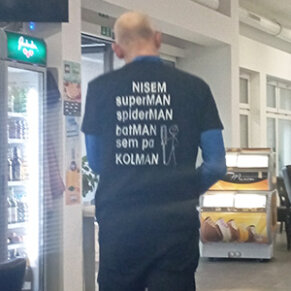 NISEM
superMAN
spiderMAN
batMAN
sem pa
KOLMAN